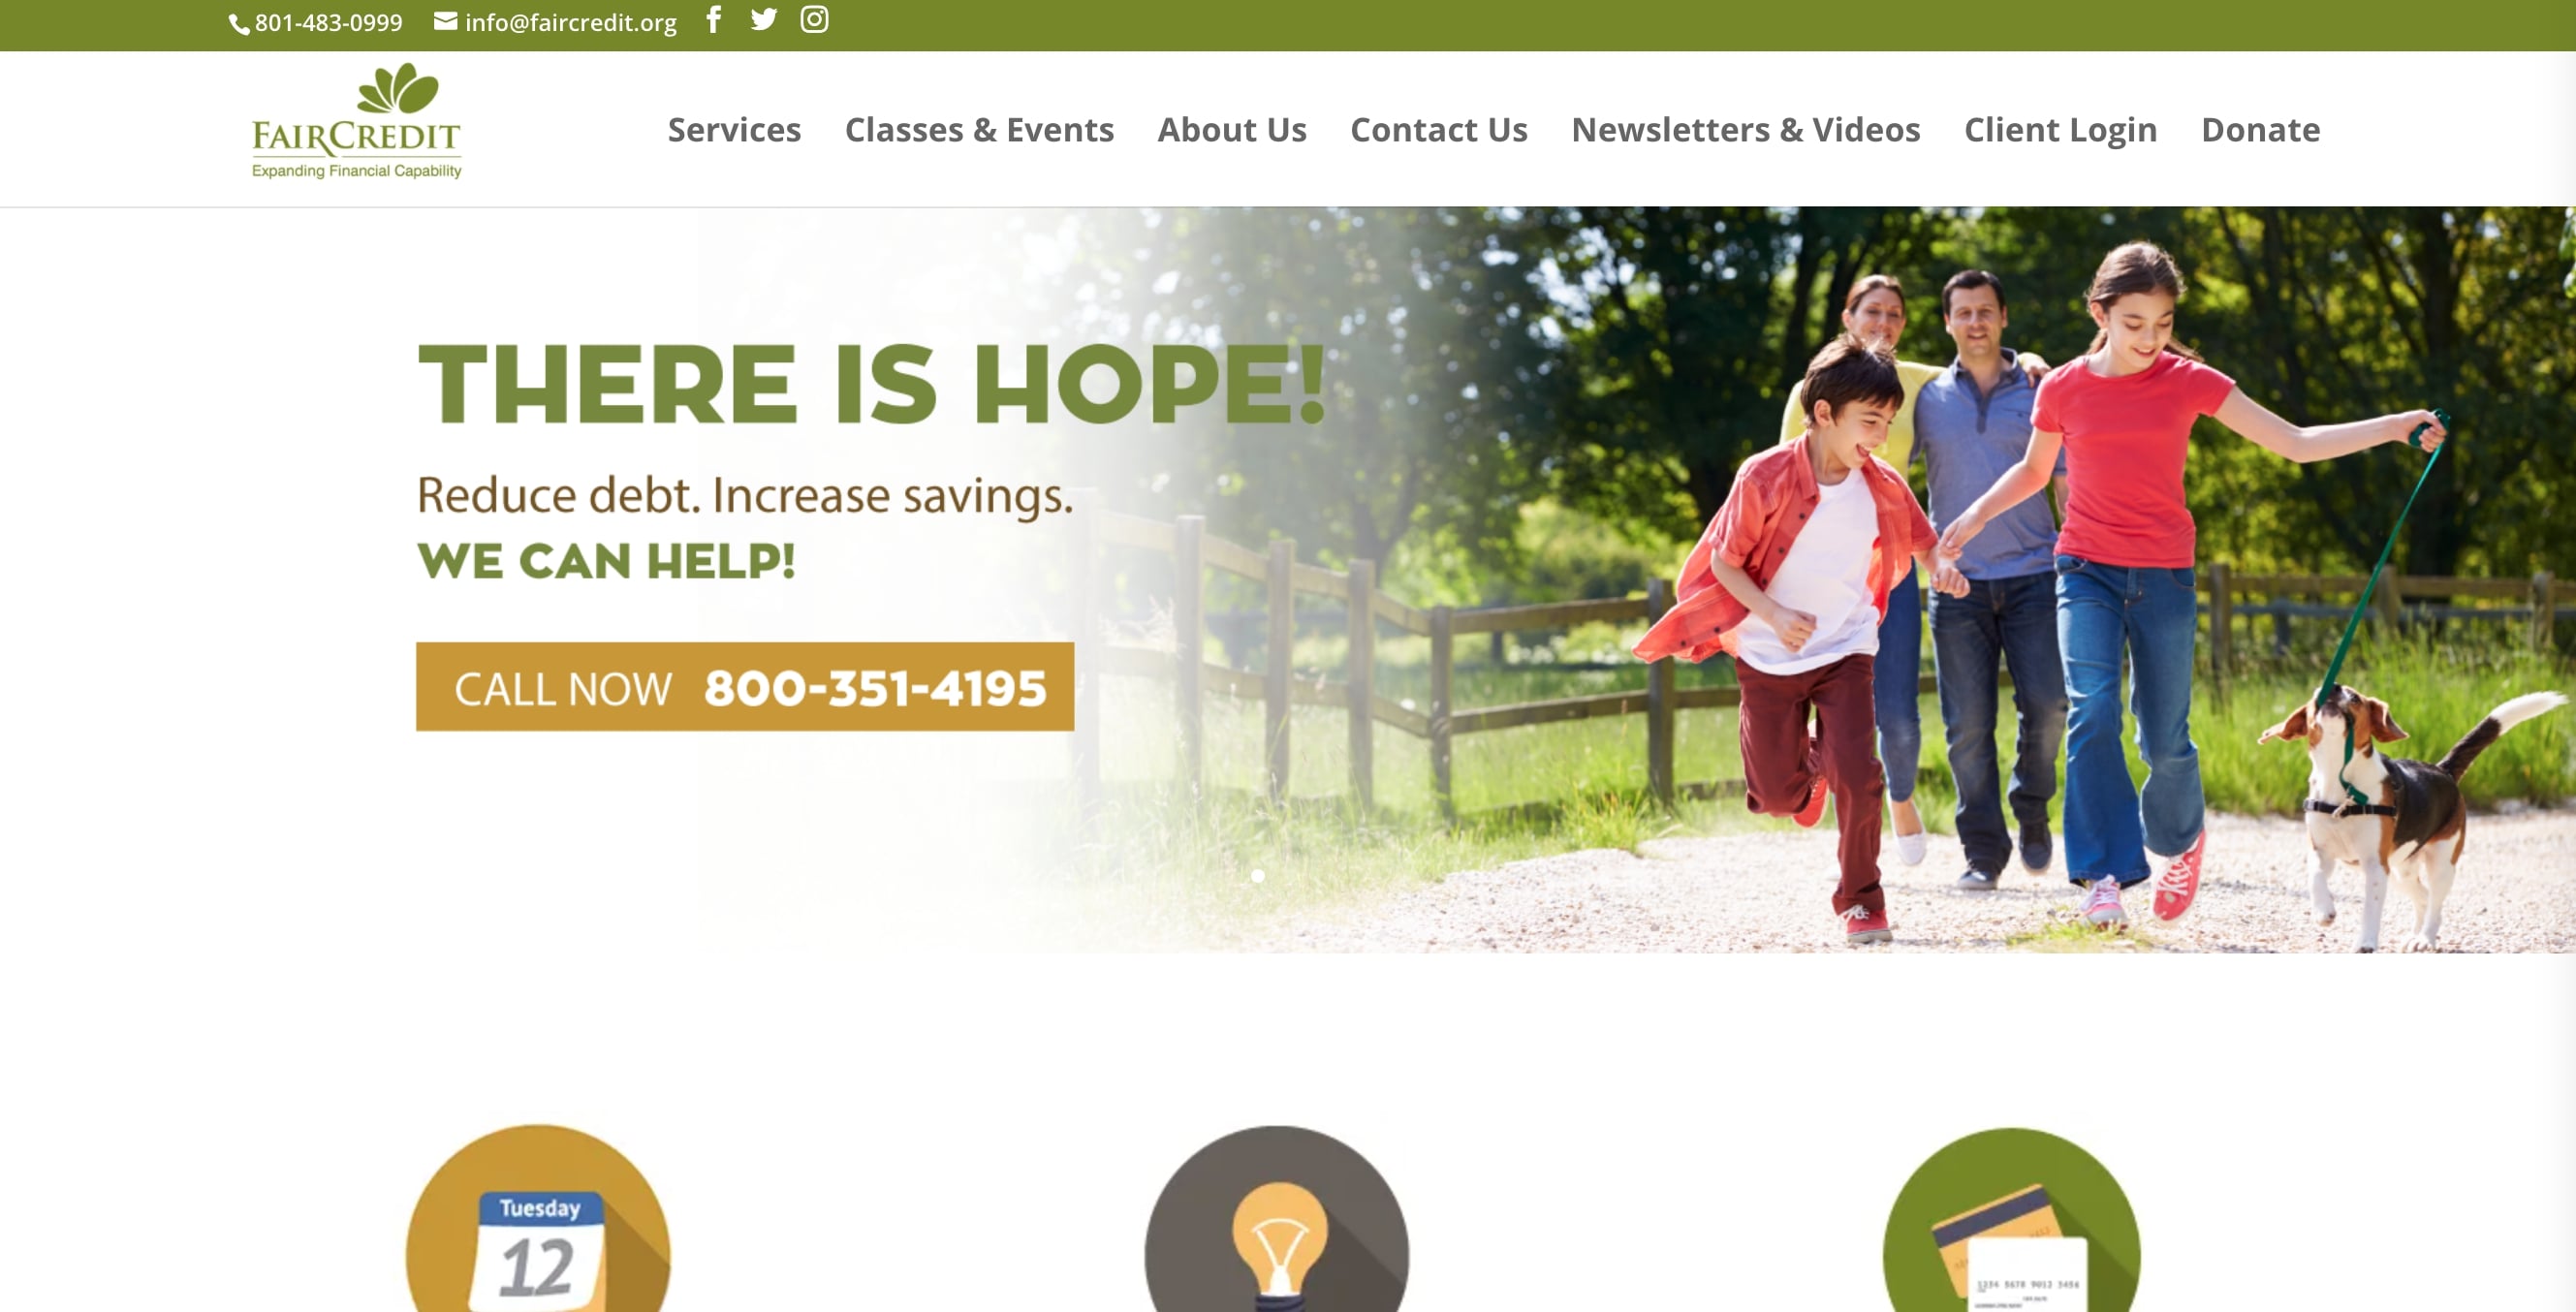 801-483-0999 info@faircredit.org
FAIRCREDIT
Expanding Financial Capability
Services Classes & Events About Us Contact Us Newsletters & Videos Client Login Donate
THERE IS HOPE!
Reduce debt. Increase savings.
WE CAN HELP!
CALL NOW 800-351-4195
Tuesday
12
1234 5678 9012 3456